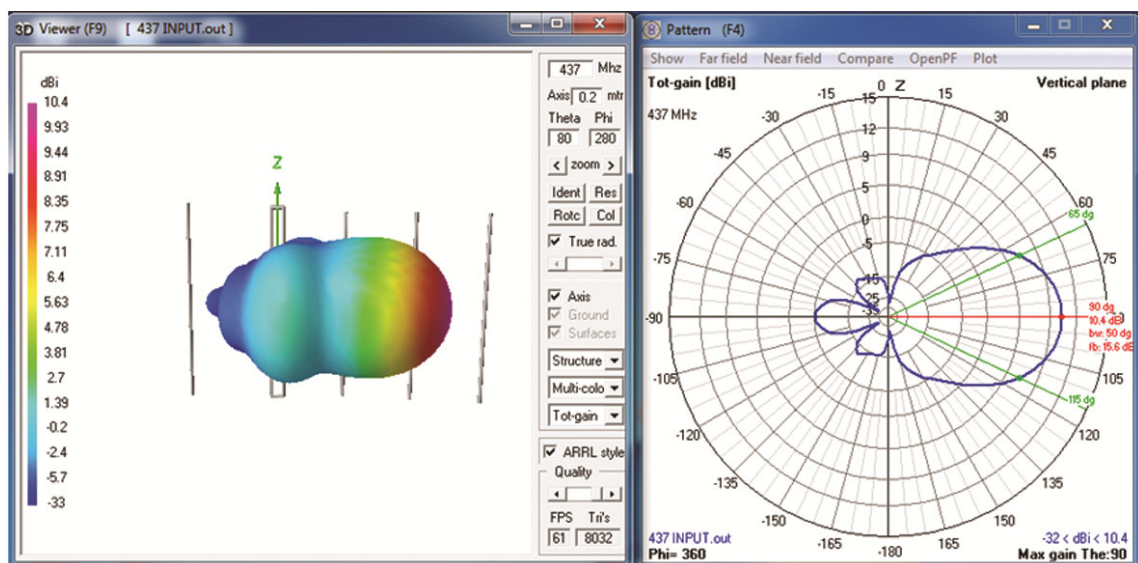 3D Viewer (F9) [ 437 INPUT.out ]
dBi
10.4
9.93
9.44
8.91
8.35
7.75
7.11
6.4
5.63
4.78
3.81
2.7
1.39
-0.2
-2.4
-5.7
-33
Z
437 Mhz
Axis 0.2 mtr
Theta Phi
80 280
< zoom >
Ident Res
Rotc Col
True rad.
Axis
Ground
Surfaces
Structure
Multi-colo
Tot-gain
ARRL style
Quality
FPS Tri's
61 8032
Pattern (F4)
Show Far field Near field Compare OpenPF Plot
Tot-gain [dBi]
Vertical plane
437 MHz
0 Z
-15 15
-30 30
-45 45
-60 60
-75 75
-90
-105 105
-120 120
-135 135
-150 150
-165 165
-180
15
12
9
5
0
-5
-15
-25
-35
65 dg
90 dg
10.4 dBi
bw: 50 dg
fb: 15.6 dB
115 dg
437 INPUT.out
Phi= 360
-32 < dBi < 10.4
Max gain The:90